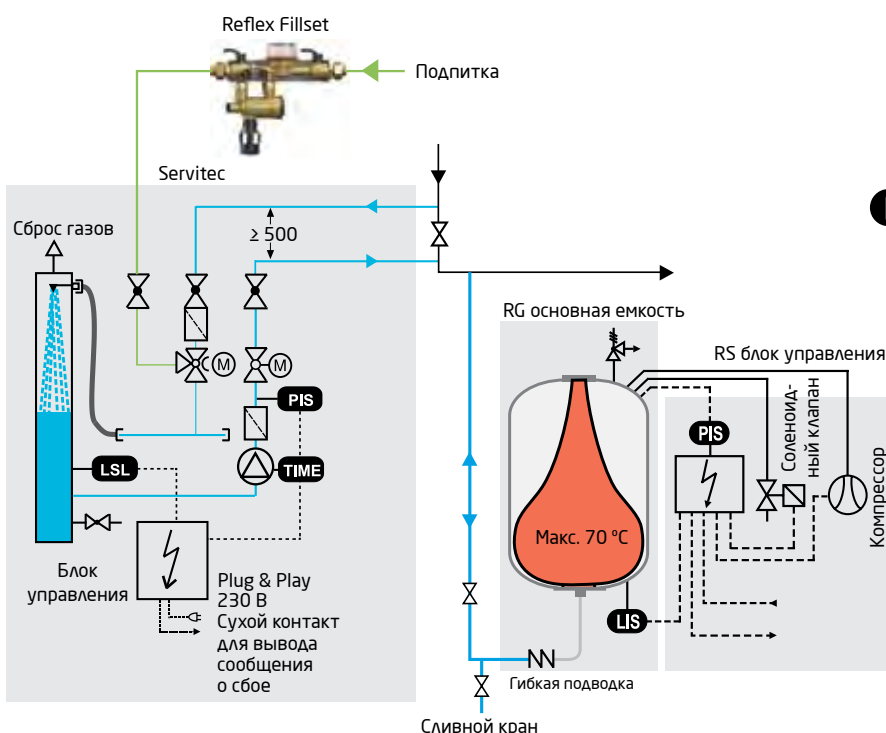 Reflex Fillset
Подпитка
Servitec
Сброс газов
≥ 500
M
M
PIS
LSL
TIME
Блок
управления
Plug & Play
230 В
Сухой контакт
для вывода
сообщения
о сбое
RG основная емкость
RS блок управления
PIS
Соленоид-
ный клапан
Компрессор
Макс. 70 °C
LIS
Гибкая подводка
Сливной кран